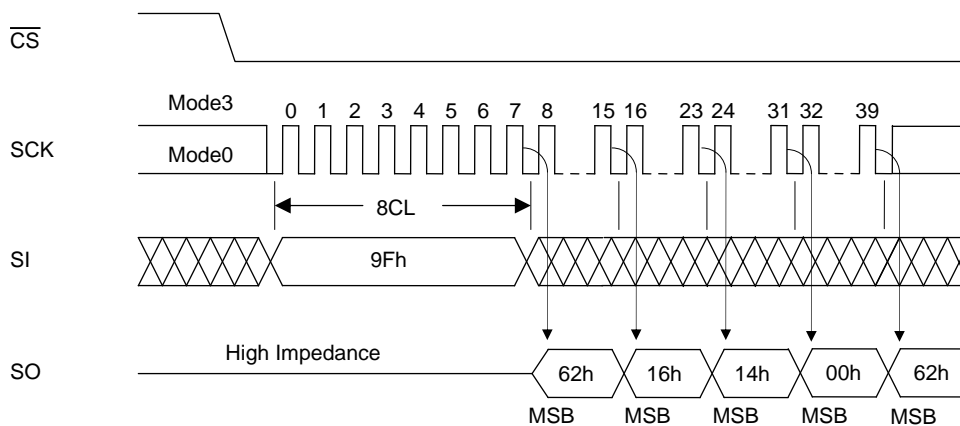 CS
Mode3
0 1 2 3 4 5 6 7 8 15 16 23 24 31 32 39
SCK
Mode0
8CL
SI
9Fh
High Impedance
SO
62h 16h 14h 00h 62h
MSB MSB MSB MSB MSB